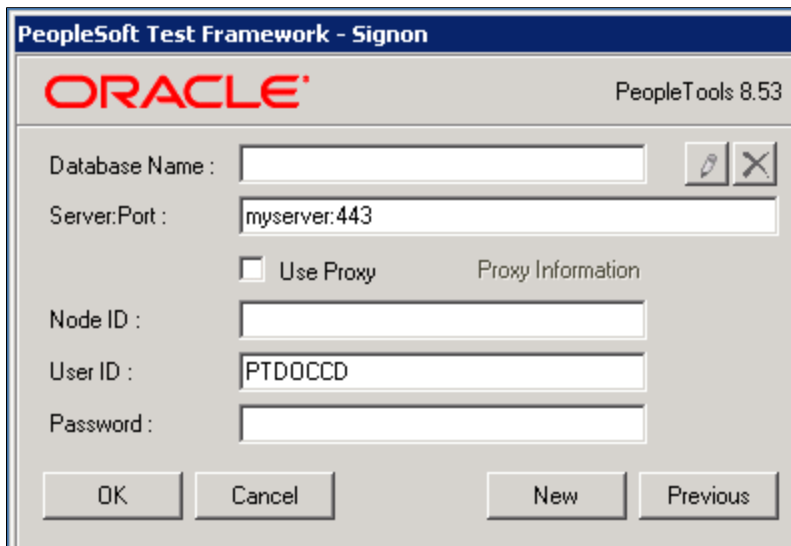 PeopleSoft Test Framework - Signon
ORACLE PeopleTools 8.53
Database Name :
Server:Port : myserver:443
Use Proxy Proxy Information
Node ID :
User ID : PTDOCCD
Password :
OK Cancel New Previous